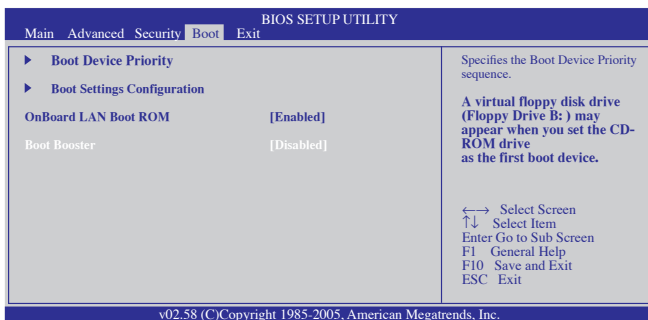 BIOS SETUP UTILITY
Main Advanced Security Boot Exit
Boot Device Priority
Boot Settings Configuration
OnBoard LAN Boot ROM [Enabled]
Boot Booster [Disabled]
Specifies the Boot Device Priority
sequence.
A virtual floppy disk drive
(Floppy Drive B: ) may
appear when you set the CD-
ROM drive
as the first boot device.
←→ Select Screen
↑↓ Select Item
Enter Go to Sub Screen
F1 General Help
F10 Save and Exit
ESC Exit
v02.58 (C)Copyright 1985-2005, American Megatrends, Inc.